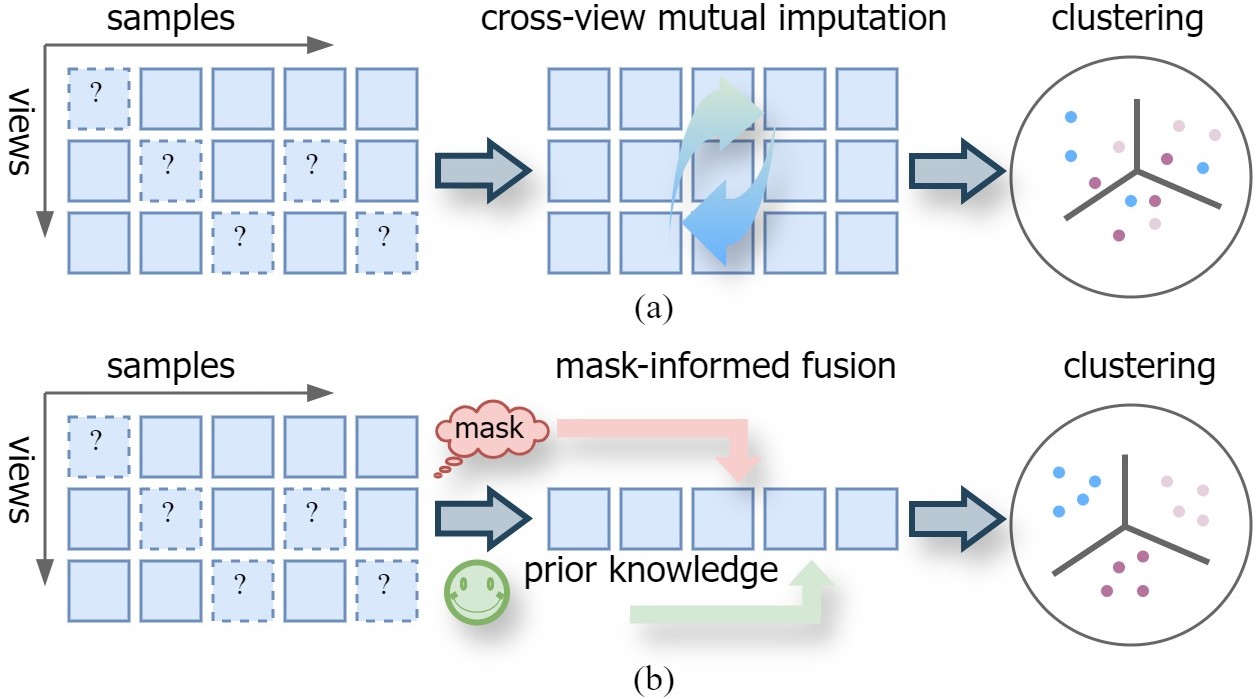 samples
cross-view mutual imputation
clustering
views
?
? ?
? ?
(a)
samples
mask-informed fusion
clustering
views
?
mask
? ?
? ?
prior knowledge
(b)